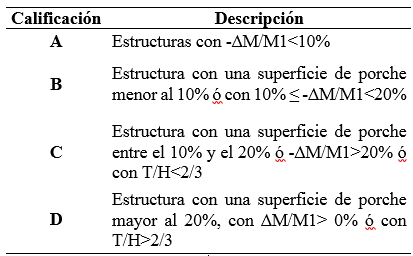 Calificación Descripción
A Estructuras con -ΔM/M1<10%
Estructura con una superficie de porche
B menor al 10% ó con 10% ≤ -ΔM/M1<20%
Estructura con una superficie de porche
C entre el 10% y el 20% ó -ΔM/M1>20% ó
con T/H<2/3
Estructura con una superficie de porche
D mayor al 20%, con ΔM/M1> 0% ó con
T/H>2/3